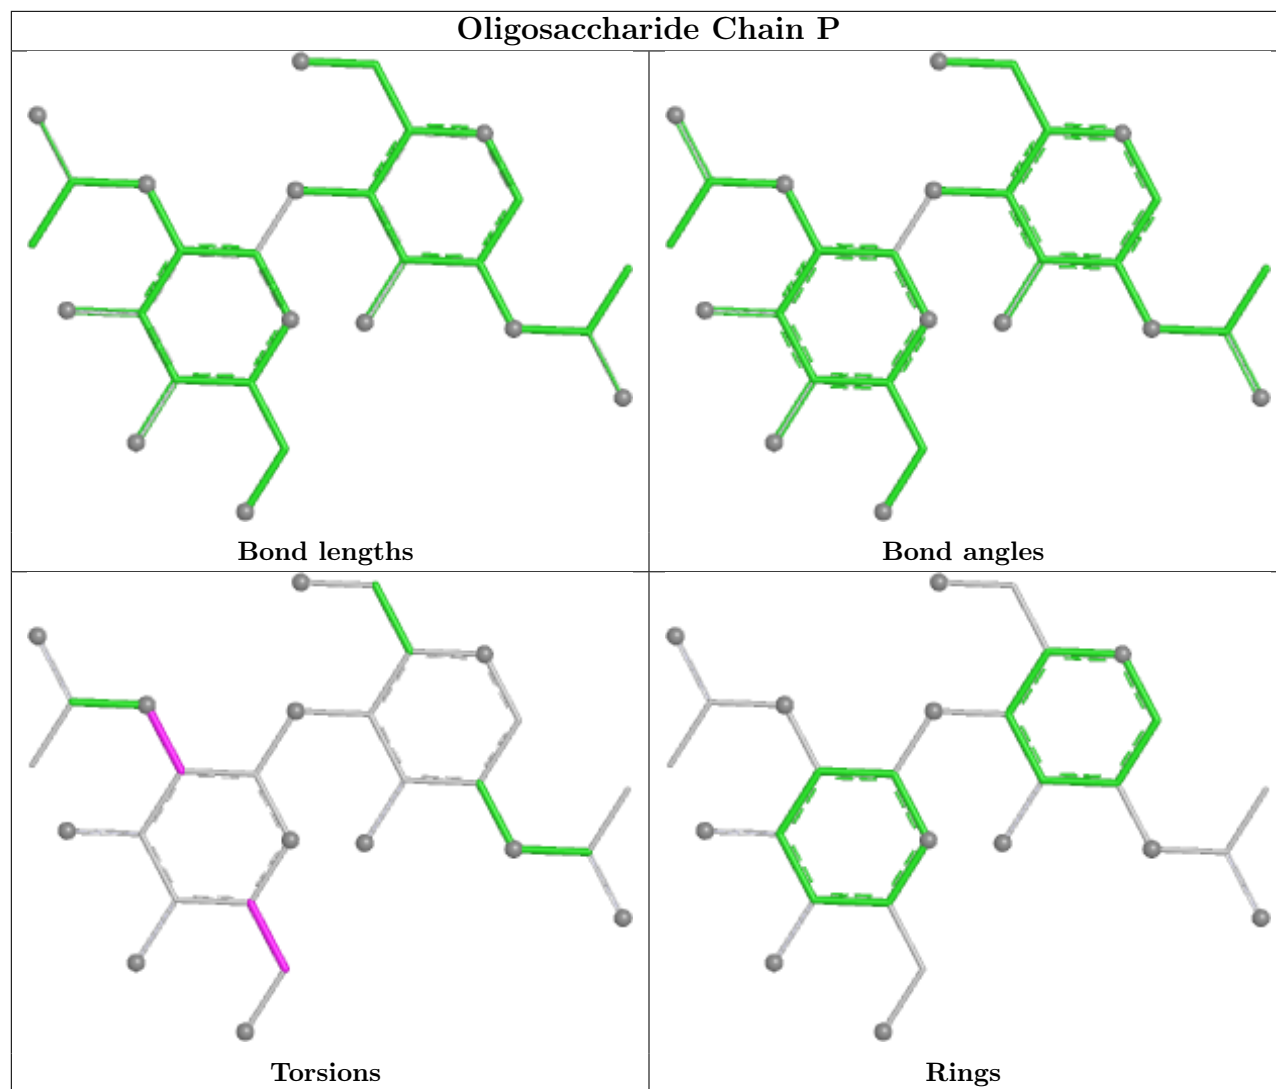 Oligosaccharide Chain P
Bond lengths
Bond angles
Torsions
Rings